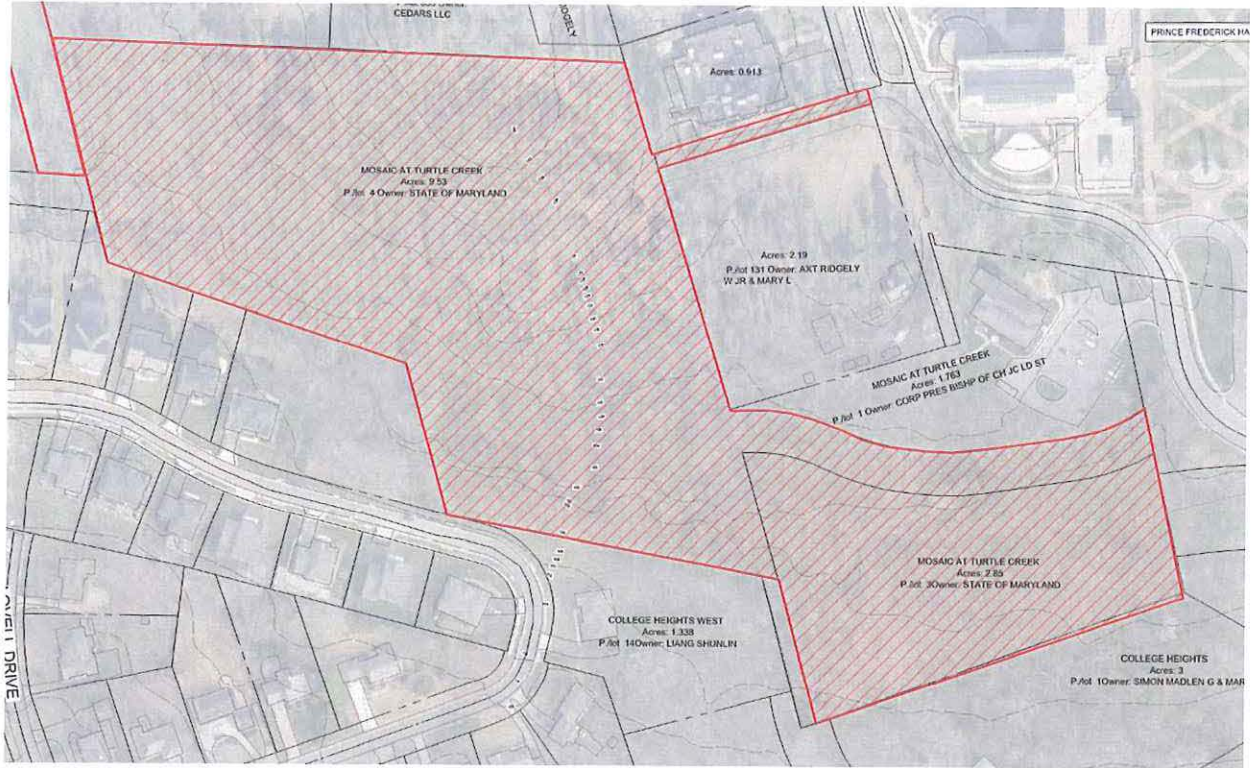 CEDARS LLC
RIDGELY
PRINCE FREDERICK HA
Acres: 0.913
MOSAIC AT TURTLE CREEK
Acres: 9.53
P./lot 4 Owner: STATE OF MARYLAND
Acres: 2.19
P./lot 131 Owner: AXT RIDGELY
W JR & MARY L
MOSAIC AT TURTLE CREEK
Acres: 1.763
P./lot 1 Owner: CORP PRES BISHP OF CH JC LD ST
MOSAIC AT TURTLE CREEK
Acres: 2.85
P./lot 3Owner: STATE OF MARYLAND
COLLEGE HEIGHTS WEST
Acres: 1.338
P./lot 14Owner: LIANG SHUNLIN
COLLEGE HEIGHTS
Acres: 3
P./lot 1Owner: SIMON MADLEN G & MAR
DRIVE